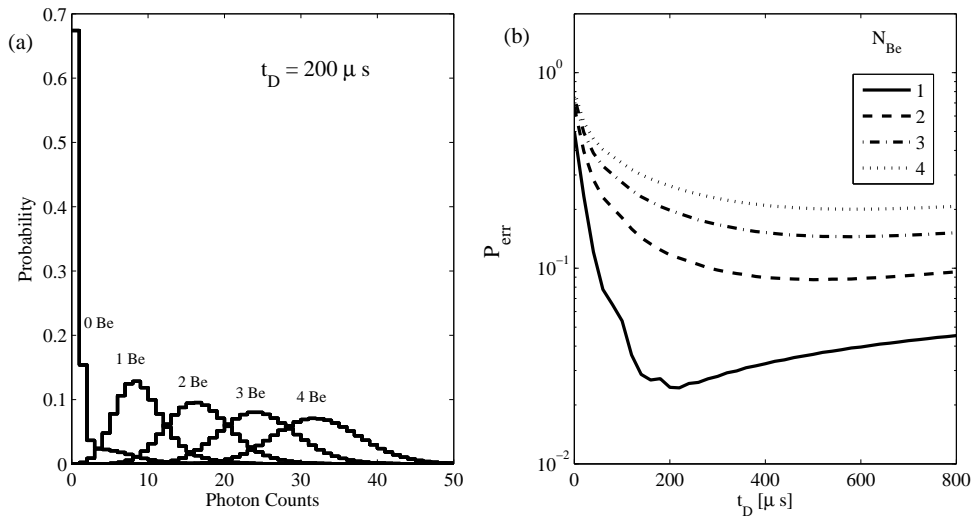 (a)
t_D = 200 μ s
0.7
0.6
0.5
0.4
0.3
0.2
0.1
0
Probability
0 Be
1 Be
2 Be
3 Be
4 Be
0 10 20 30 40 50
Photon Counts
(b)
N_Be
1
2
3
4
10^0
10^-1
10^-2
P_err
0 200 400 600 800
t_D [μ s]